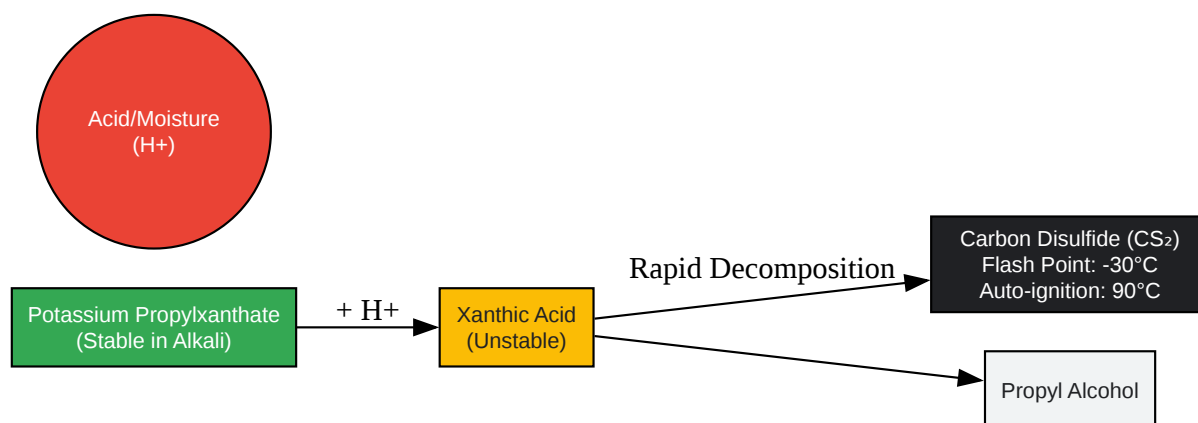 Acid/Moisture
(H+)
Potassium Propylxanthate
(Stable in Alkali)
+ H+
Xanthic Acid
(Unstable)
Rapid Decomposition
Carbon Disulfide (CS₂)
Flash Point: -30°C
Auto-ignition: 90°C
Propyl Alcohol